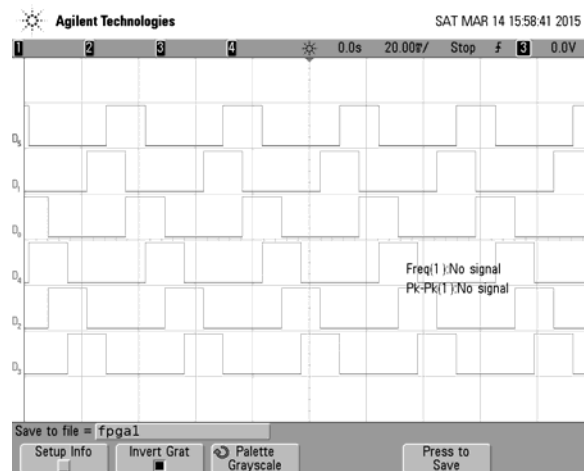 Agilent Technologies SAT MAR 14 15:58:41 2015
1 2 3 4 0.0s 20.00▼/ Stop 3 0.0V
D5
D1
D0
D4
Freq(1):No signal
D2
Pk-Pk(1):No signal
D3
Save to file = fpga1
Setup Info Invert Grat Palette Press to
Grayscale Save